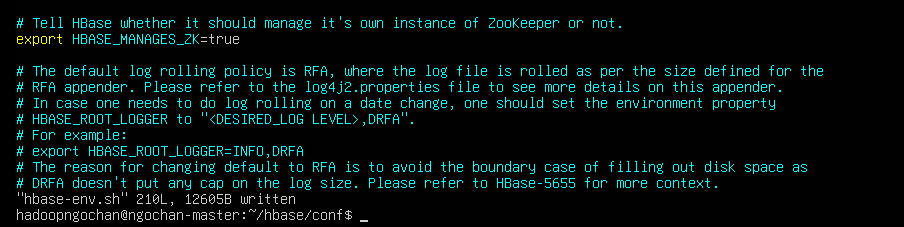 # Tell HBase whether it should manage it's own instance of ZooKeeper or not.
export HBASE_MANAGES_ZK=true
# The default log rolling policy is RFA, where the log file is rolled as per the size defined for the
# RFA appender. Please refer to the log4j2.properties file to see more details on this appender.
# In case one needs to do log rolling on a date change, one should set the environment property
# HBASE_ROOT_LOGGER to "<DESIRED_LOG LEVEL>,DRFA".
# For example:
# export HBASE_ROOT_LOGGER=INFO,DRFA
# The reason for changing default to RFA is to avoid the boundary case of filling out disk space as
# DRFA doesn't put any cap on the log size. Please refer to HBase-5655 for more context.
"hbase-env.sh" 210L, 12605B written
hadoopngochan@ngochan-master:~/hbase/conf$ _